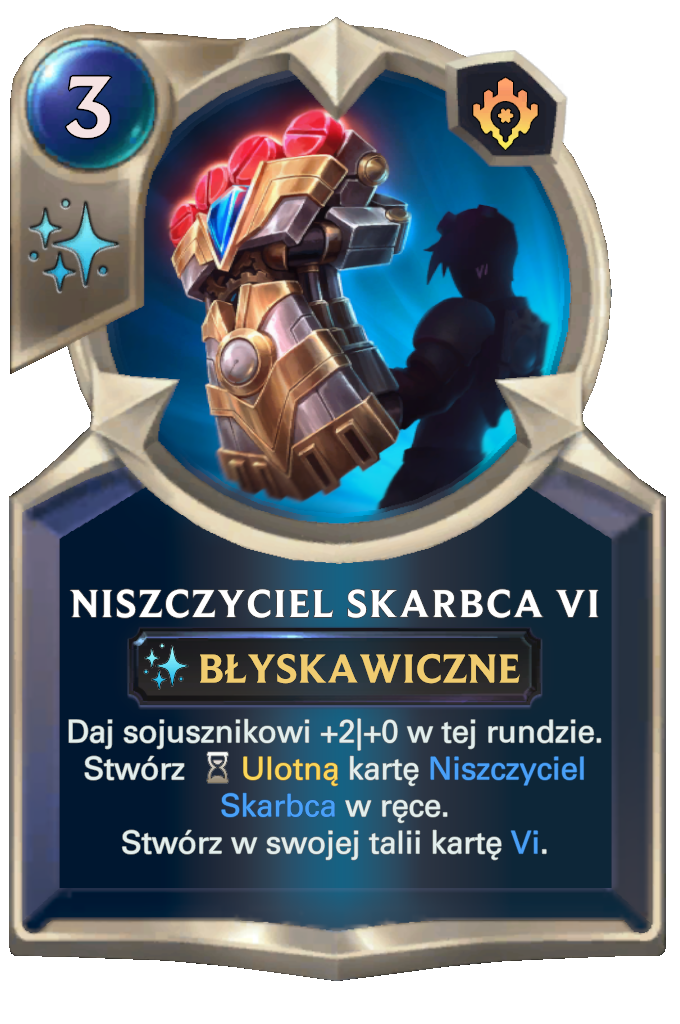 3
NISZCZYCIEL SKARBCA VI
BŁYSKAWICZNE
Daj sojusznikowi +2|+0 w tej rundzie.
Stwórz Ulotną kartę Niszczyciel
Skarbca w ręce.
Stwórz w swojej talii kartę Vi.